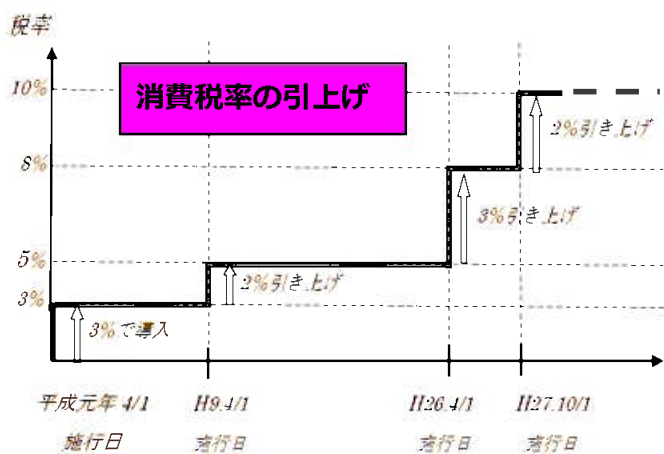 税率
消費税率の引上げ
10%
2%引き上げ
8%
3%引き上げ
5%
2%引き上げ
3%
3%で導入
平成元年 4/1
H9.4/1
H26.4/1
H27.10/1
施行日
施行日
施行日
施行日